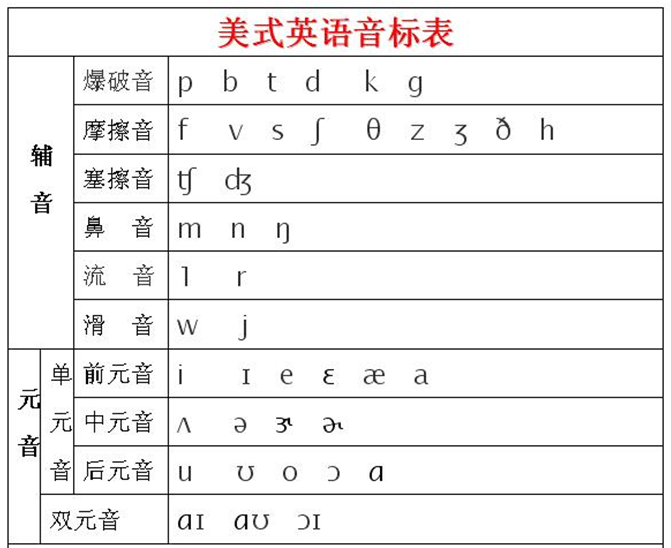 美式英语音标表
辅音
爆破音 p b t d k ɡ
摩擦音 f v s ʃ θ z ʒ ð h
塞擦音 ʧ ʤ
鼻 音 m n ŋ
流 音 l r
滑 音 w j
元音
单元音
前元音 i ɪ e ɛ æ a
中元音 ʌ ə ɝ ɚ
后元音 u ʊ o ɔ ɑ
双元音 ɑɪ ɑʊ ɔɪ